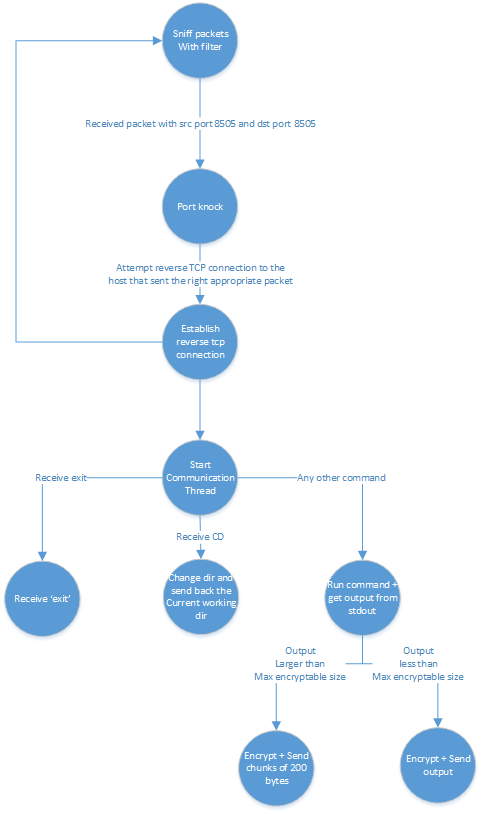 Sniff packets
With filter
Received packet with src port 8505 and dst port 8505
Port knock
Attempt reverse TCP connection to the
host that sent the right appropriate packet
Establish
reverse tcp
connection
Start
Communication
Thread
Receive exit
Any other command
Receive CD
Receive ‘exit’
Change dir and
send back the
Current working
dir
Run command +
get output from
stdout
Output
Larger than
Max encryptable size
Output
less than
Max encryptable size
Encrypt + Send
chunks of 200
bytes
Encrypt + Send
output